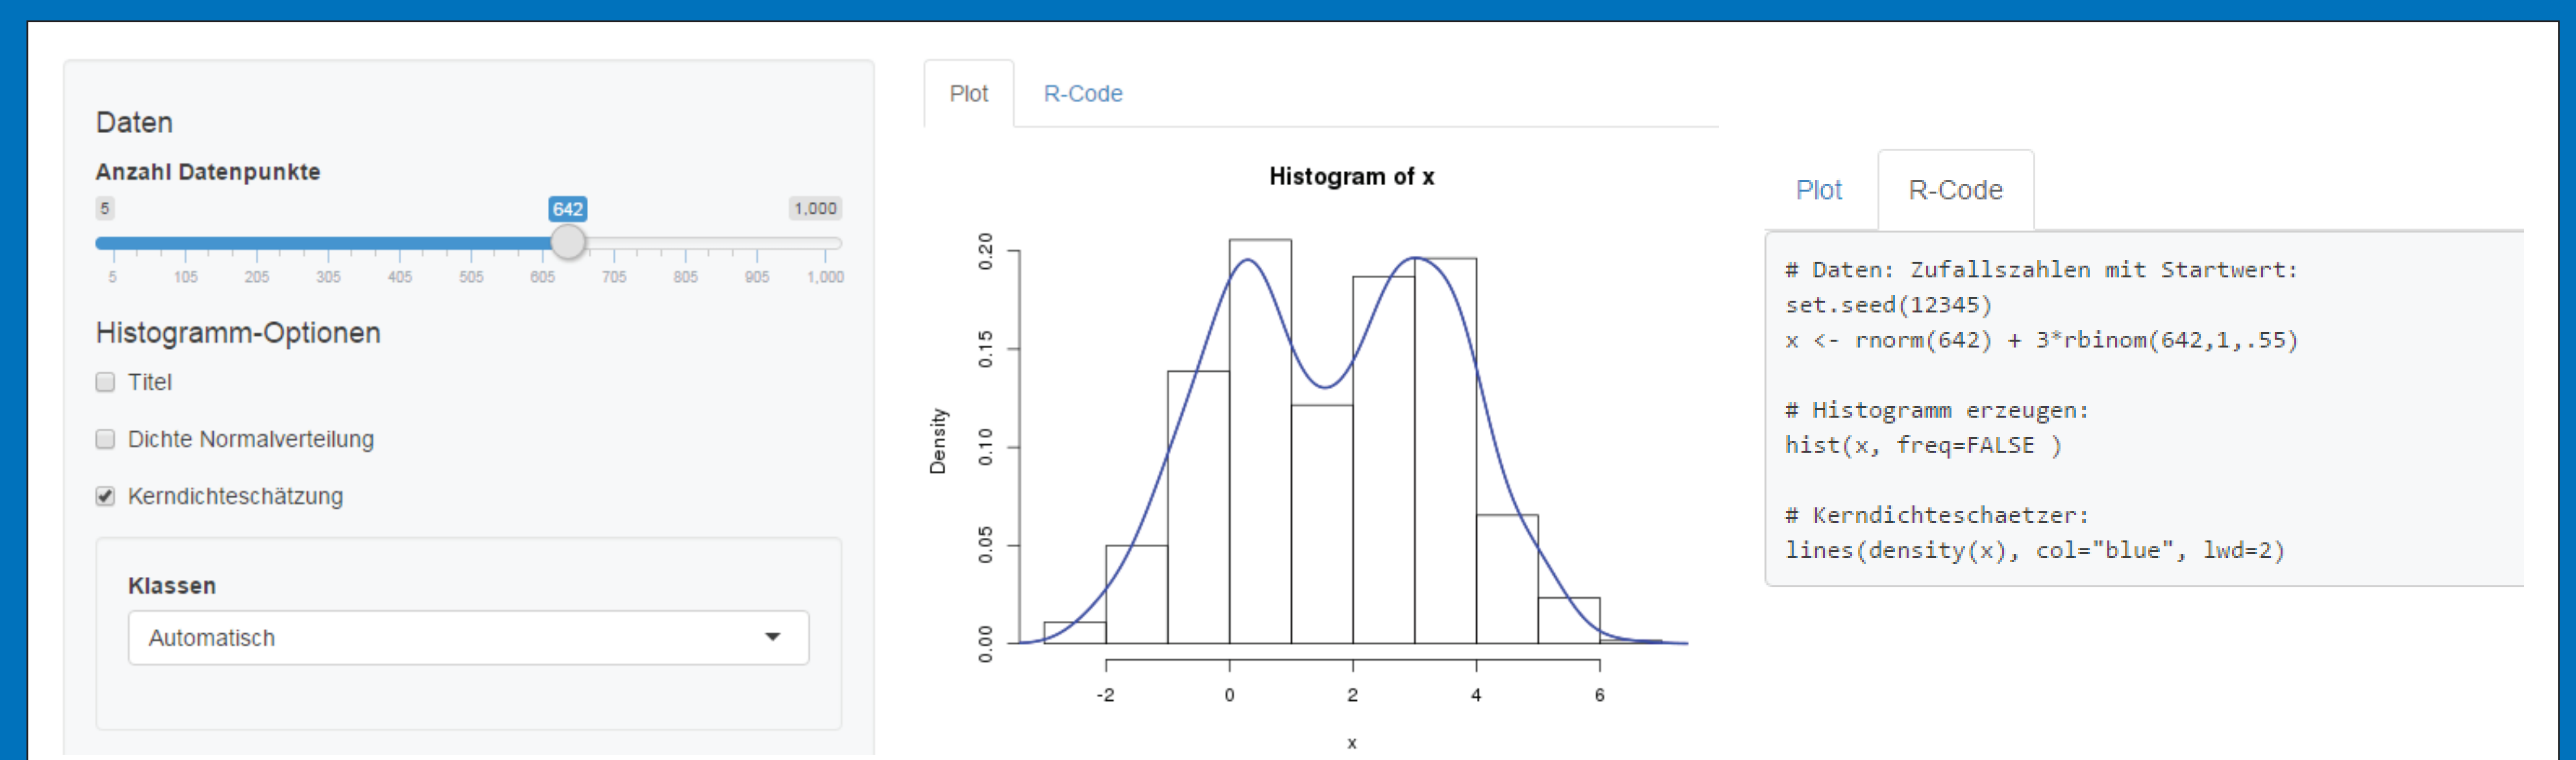 Daten
Anzahl Datenpunkte
5 642 1,000
5 105 205 305 405 505 605 705 805 905 1,000
Histogramm-Optionen
Titel
Dichte Normalverteilung
Kerndichteschätzung
Klassen
Automatisch
Plot R-Code
Histogram of x
Density
0.00 0.05 0.10 0.15 0.20
-2 0 2 4 6
x
Plot R-Code
# Daten: Zufallszahlen mit Startwert:
set.seed(12345)
x <- rnorm(642) + 3*rbinom(642,1,.55)
# Histogramm erzeugen:
hist(x, freq=FALSE )
# Kerndichteschaetzer:
lines(density(x), col="blue", lwd=2)